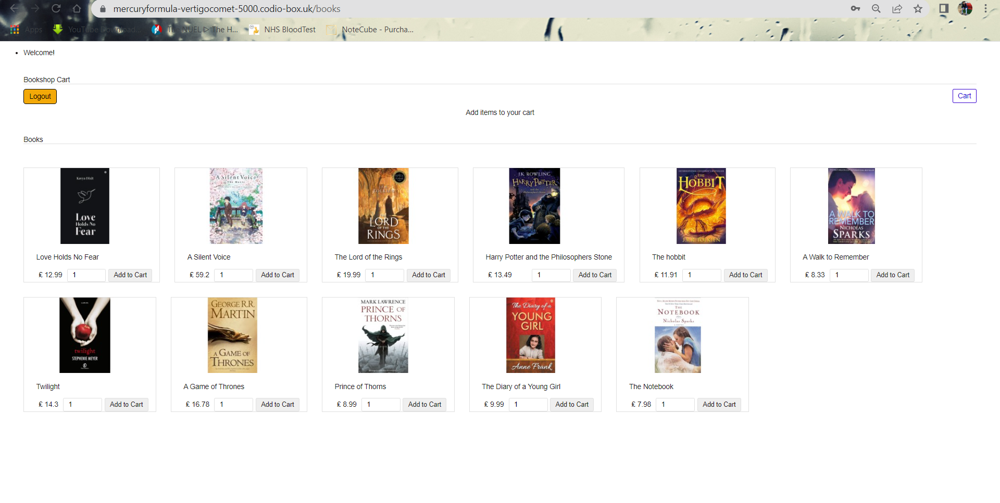 mercuryformula-vertigocomet-5000.codio-box.uk/books
Apps YouTube Download... The NUEL ▷ The H... NHS BloodTest NoteCube - Purcha...
Welcome!
Bookshop Cart
Logout
Cart
Add items to your cart
Books
Kavya Dixit
Love
Holds No
Fear
A Silent Voice
The Movie
TOLKIEN
THE
LORD
OF THE
RINGS
J.K. ROWLING
HARRY POTTER
and the
Philosopher's Stone
INTERNATIONAL CHILDREN'S BESTSELLER
THE
HOBBIT
J.R.R. TOLKIEN
A WALK TO
REMEMBER
NICHOLAS
SPARKS
Love Holds No Fear
A Silent Voice
The Lord of the Rings
Harry Potter and the Philosophers Stone
The hobbit
A Walk to Remember
£ 12.99 1 Add to Cart
£ 59.2 1 Add to Cart
£ 19.99 1 Add to Cart
£ 13.49 1 Add to Cart
£ 11.91 1 Add to Cart
£ 8.33 1 Add to Cart
twilight
STEPHENIE MEYER
GEORGE R.R.
MARTIN
A GAME OF
THRONES
MARK LAWRENCE
PRINCE OF
THORNS
The Diary of a
YOUNG
GIRL
Anne Frank
THE
NOTEBOOK
Nicholas Sparks
A NOVEL
Twilight
A Game of Thrones
Prince of Thorns
The Diary of a Young Girl
The Notebook
£ 14.3 1 Add to Cart
£ 16.78 1 Add to Cart
£ 8.99 1 Add to Cart
£ 9.99 1 Add to Cart
£ 7.98 1 Add to Cart